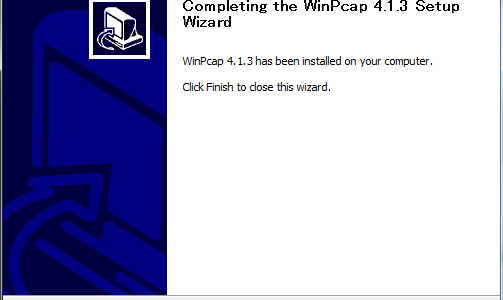 Completing the WinPcap 4.1.3 Setup
Wizard
WinPcap 4.1.3 has been installed on your computer.
Click Finish to close this wizard.